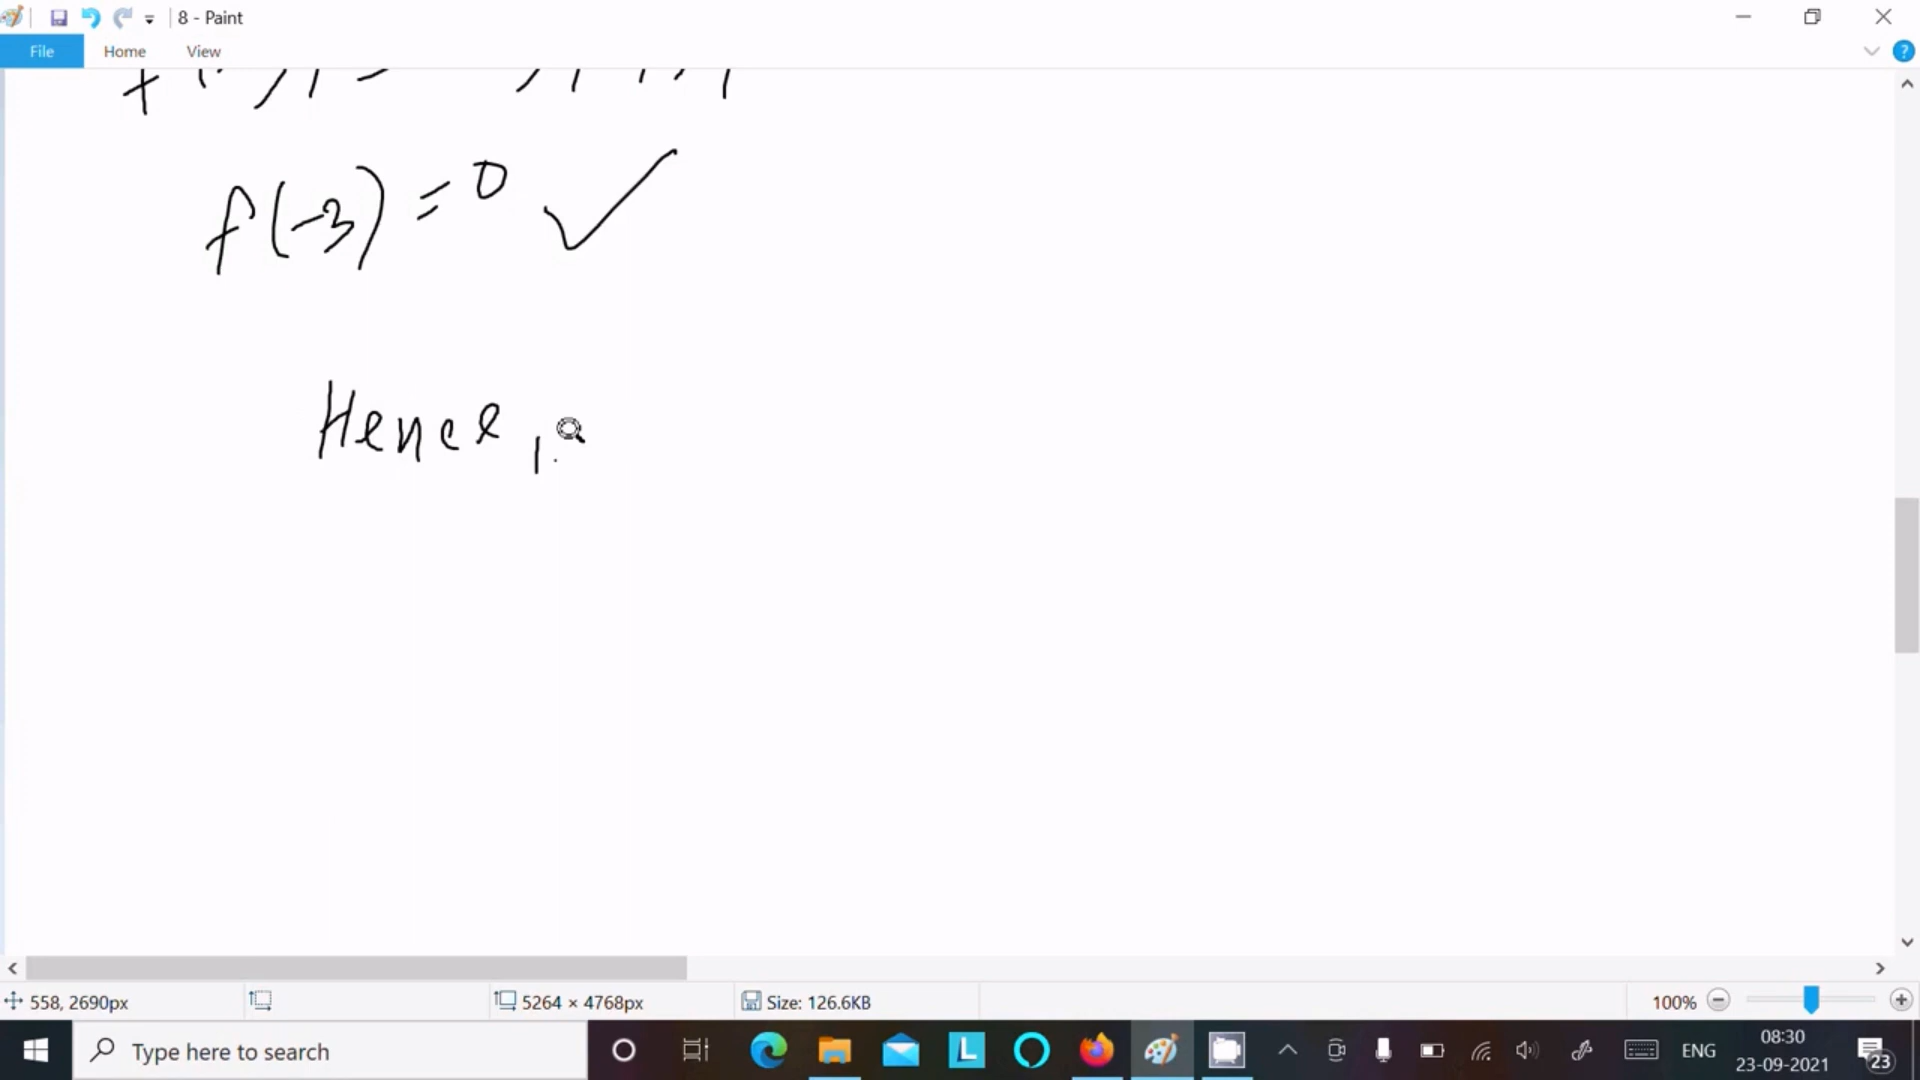 8 - Paint
File Home View
f(-3) = 0 ✓
Hence,
558, 2690px 5264 × 4768px Size: 126.6KB 100%
Type here to search ENG 08:30
23-09-2021 23